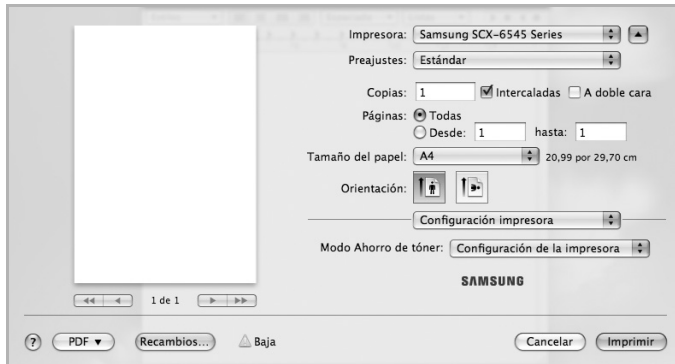 Impresora: Samsung SCX-6545 Series
Preajustes: Estándar
Copias: 1 Intercaladas A doble cara
Páginas: Todas
Desde: 1 hasta: 1
Tamaño del papel: A4 20,99 por 29,70 cm
Orientación:
Configuración impresora
Modo Ahorro de tóner: Configuración de la impresora
SAMSUNG
1 de 1
? PDF Recambios... Baja Cancelar Imprimir